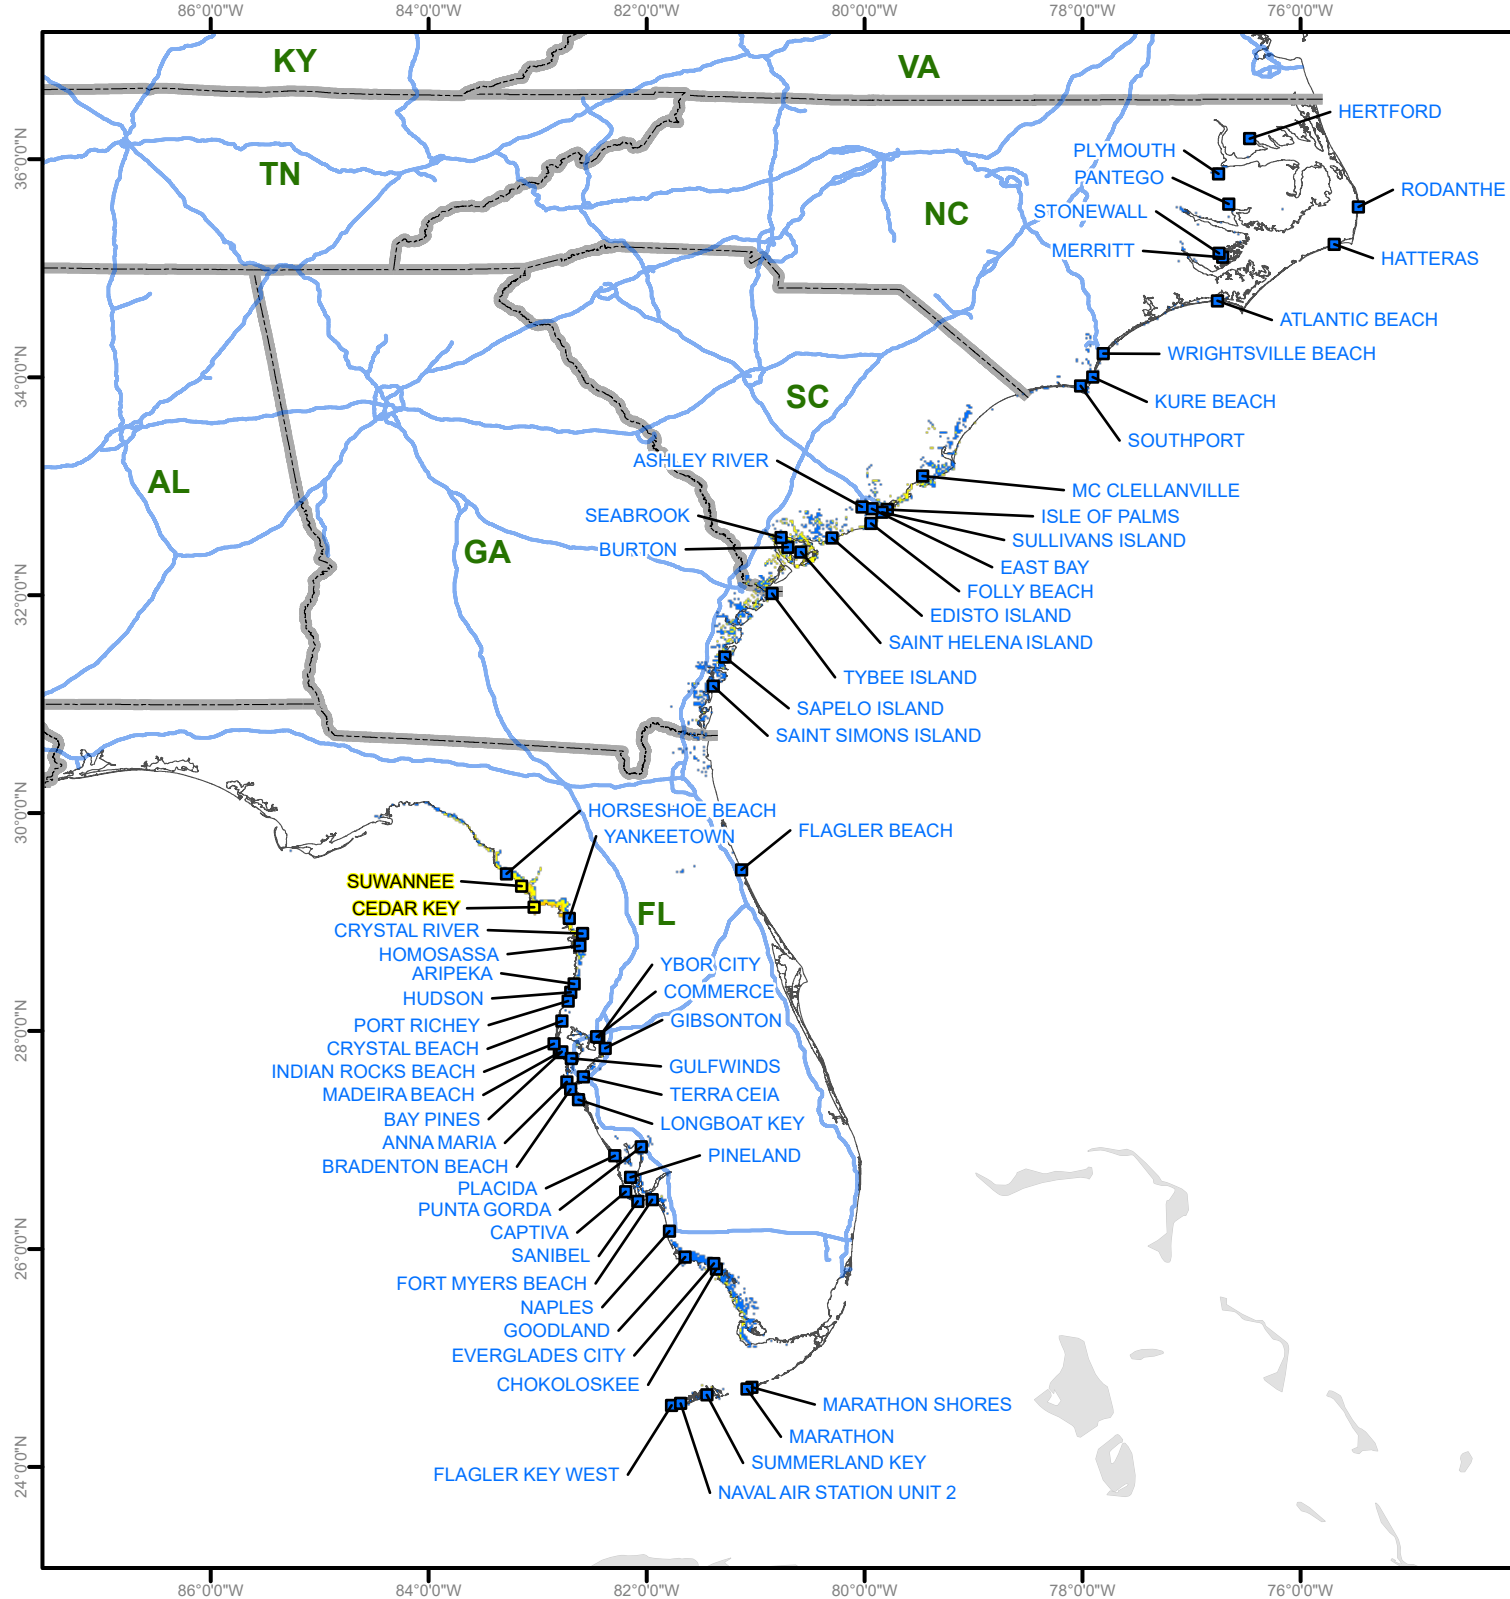 86°0'0"W
84°0'0"W
82°0'0"W
80°0'0"W
78°0'0"W
76°0'0"W
KY
VA
HERTFORD
36°0'0"N
PLYMOUTH
TN
PANTEGO
RODANTHE
NC
STONEWALL
MERRITT
HATTERAS
ATLANTIC BEACH
WRIGHTSVILLE BEACH
34°0'0"N
SC
KURE BEACH
SOUTHPORT
ASHLEY RIVER
AL
MC CLELLANVILLE
SEABROOK
ISLE OF PALMS
SULLIVANS ISLAND
GA
BURTON
EAST BAY
FOLLY BEACH
32°0'0"N
EDISTO ISLAND
SAINT HELENA ISLAND
TYBEE ISLAND
SAPELO ISLAND
SAINT SIMONS ISLAND
30°0'0"N
HORSESHOE BEACH
YANKEETOWN
FLAGLER BEACH
SUWANNEE
CEDAR KEY
FL
CRYSTAL RIVER
HOMOSASSA
YBOR CITY
ARIPEKA
COMMERCE
HUDSON
GIBSONTON
28°0'0"N
PORT RICHEY
CRYSTAL BEACH
GULFWINDS
INDIAN ROCKS BEACH
TERRA CEIA
MADEIRA BEACH
BAY PINES
LONGBOAT KEY
ANNA MARIA
PINELAND
BRADENTON BEACH
PLACIDA
PUNTA GORDA
CAPTIVA
26°0'0"N
SANIBEL
FORT MYERS BEACH
NAPLES
GOODLAND
EVERGLADES CITY
CHOKOLOSKEE
MARATHON SHORES
MARATHON
24°0'0"N
SUMMERLAND KEY
FLAGLER KEY WEST
NAVAL AIR STATION UNIT 2
86°0'0"W
84°0'0"W
82°0'0"W
80°0'0"W
78°0'0"W
76°0'0"W